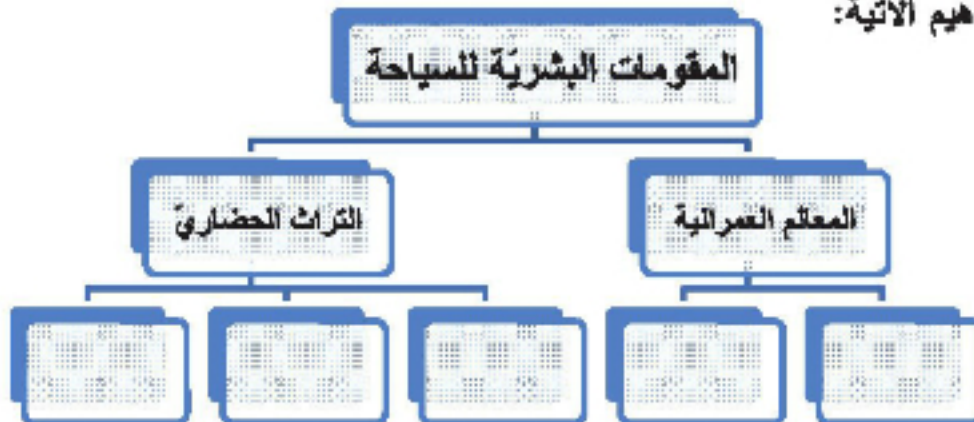 هيم الآتية:
المقومات البشريّة للسياحة
المعالم العمرانية
التراث الحضاريّ